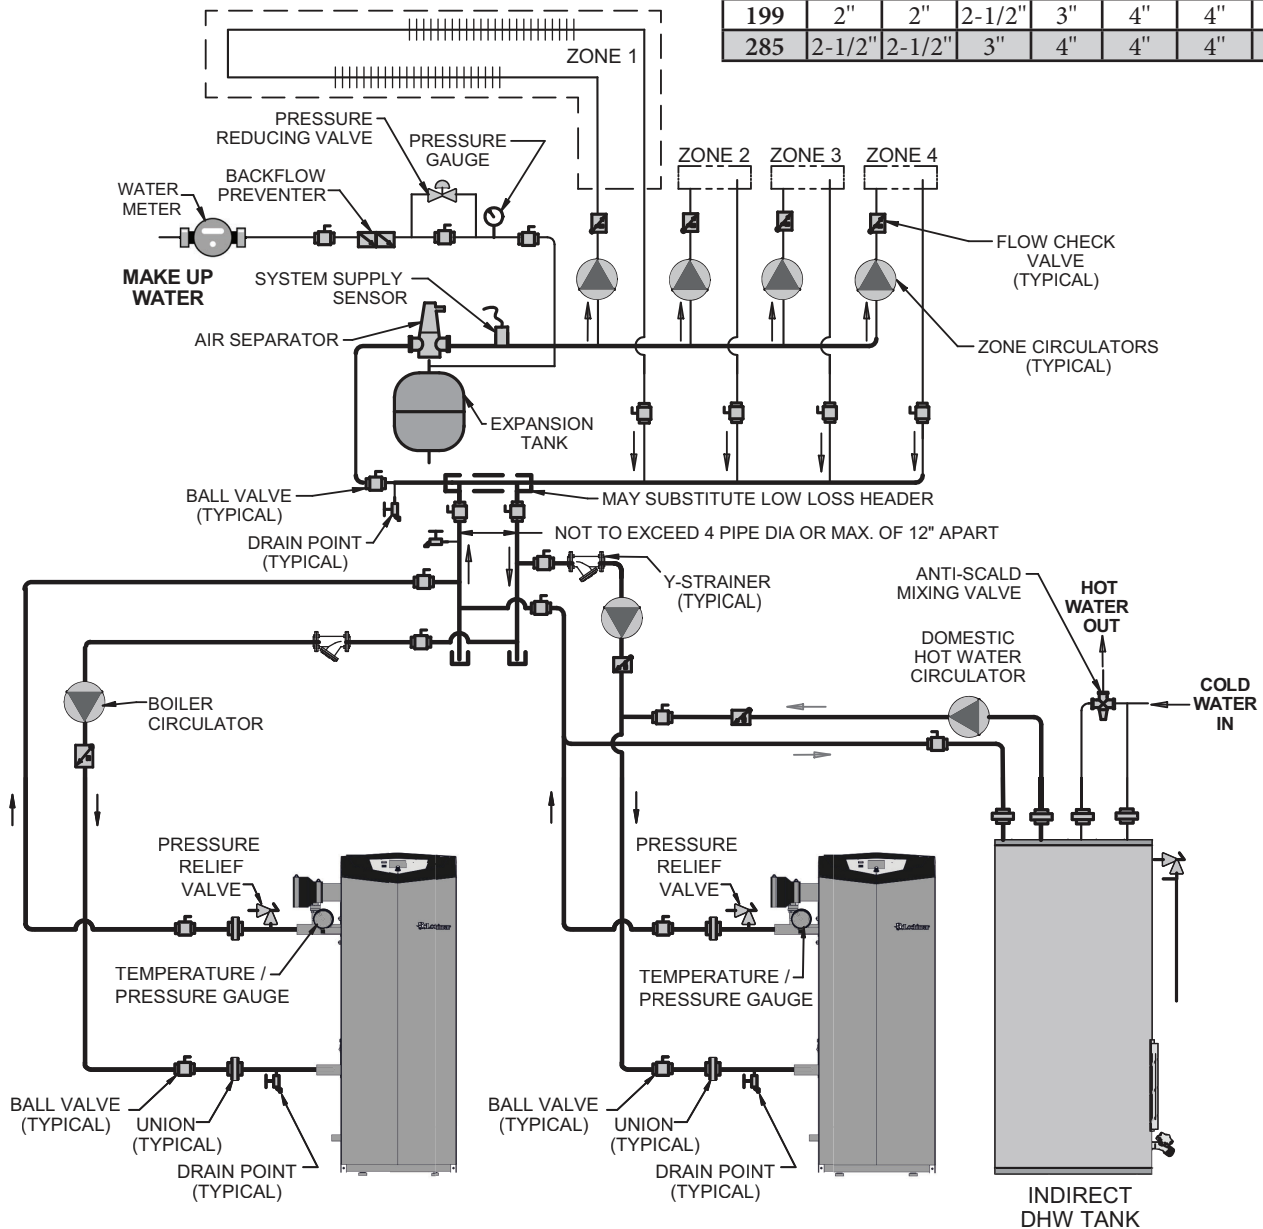 199 2" 2" 2-1/2" 3" 4" 4"
285 2-1/2" 2-1/2" 3" 4" 4" 4"
ZONE 1
PRESSURE
REDUCING VALVE
PRESSURE
GAUGE
ZONE 2
ZONE 3
ZONE 4
BACKFLOW
PREVENTER
WATER
METER
MAKE UP
WATER
SYSTEM SUPPLY
SENSOR
FLOW CHECK
VALVE
(TYPICAL)
AIR SEPARATOR
ZONE CIRCULATORS
(TYPICAL)
EXPANSION
TANK
BALL VALVE
(TYPICAL)
MAY SUBSTITUTE LOW LOSS HEADER
DRAIN POINT
(TYPICAL)
NOT TO EXCEED 4 PIPE DIA OR MAX. OF 12" APART
Y-STRAINER
(TYPICAL)
ANTI-SCALD
MIXING VALVE
HOT
WATER
OUT
DOMESTIC
HOT WATER
CIRCULATOR
COLD
WATER
IN
BOILER
CIRCULATOR
PRESSURE
RELIEF
VALVE
PRESSURE
RELIEF
VALVE
Lochinvar
Lochinvar
TEMPERATURE /
PRESSURE GAUGE
TEMPERATURE /
PRESSURE GAUGE
BALL VALVE
(TYPICAL)
UNION
(TYPICAL)
DRAIN POINT
(TYPICAL)
BALL VALVE
(TYPICAL)
UNION
(TYPICAL)
DRAIN POINT
(TYPICAL)
INDIRECT
DHW TANK